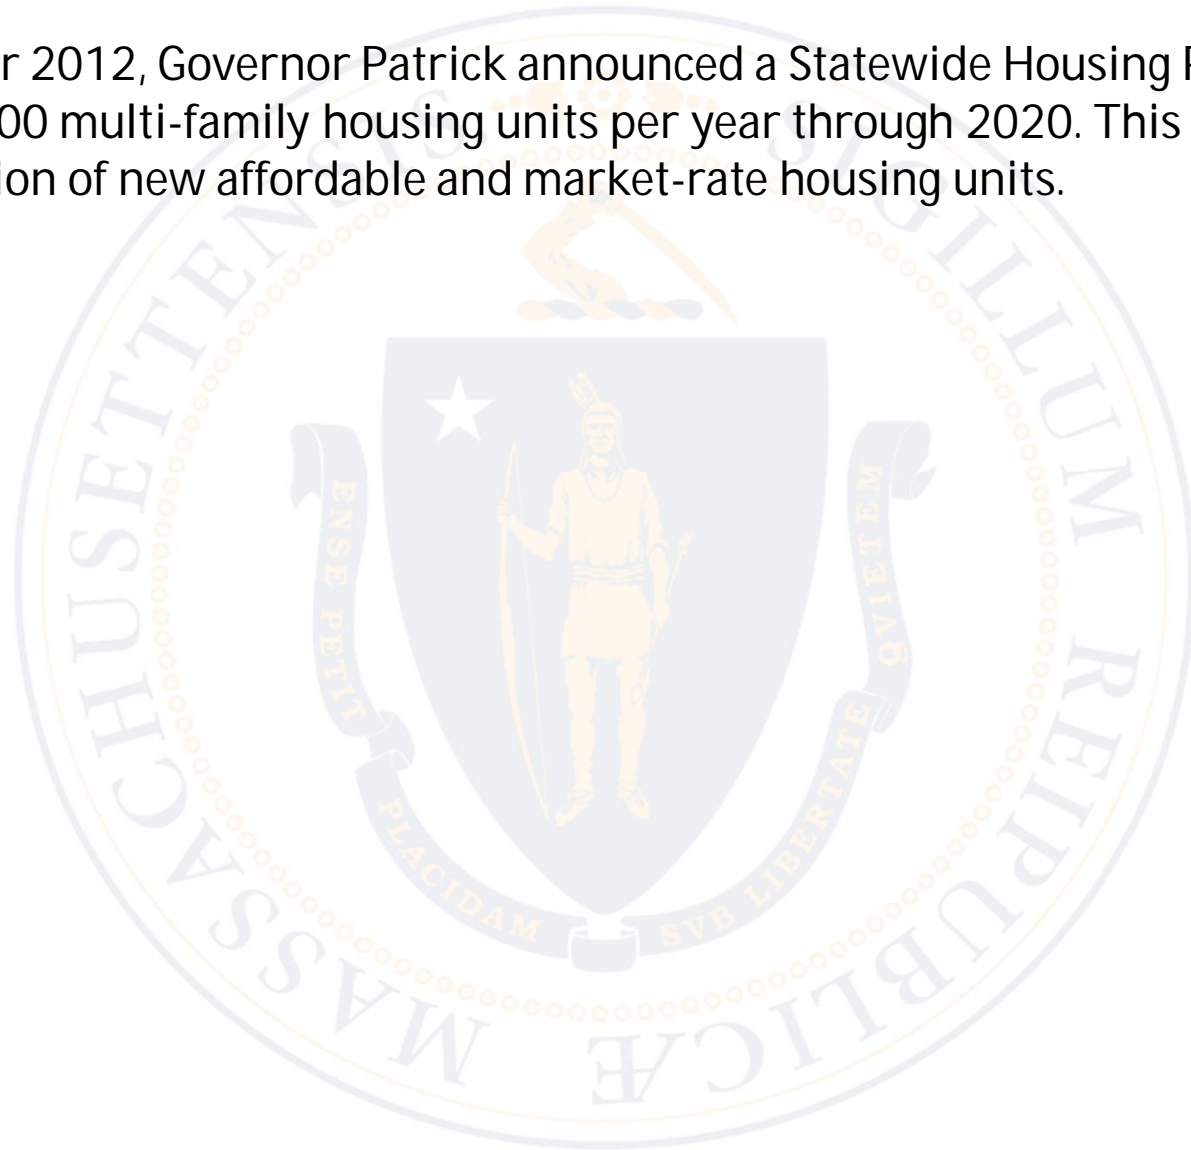 r 2012, Governor Patrick announced a Statewide Housing P
00 multi-family housing units per year through 2020. This
ion of new affordable and market-rate housing units.
MASSACHUSETTENSIS SIGILLUM REIPUBLICÆ
ENSE PETIT PLACIDAM SVB LIBERTATE QVIETEM